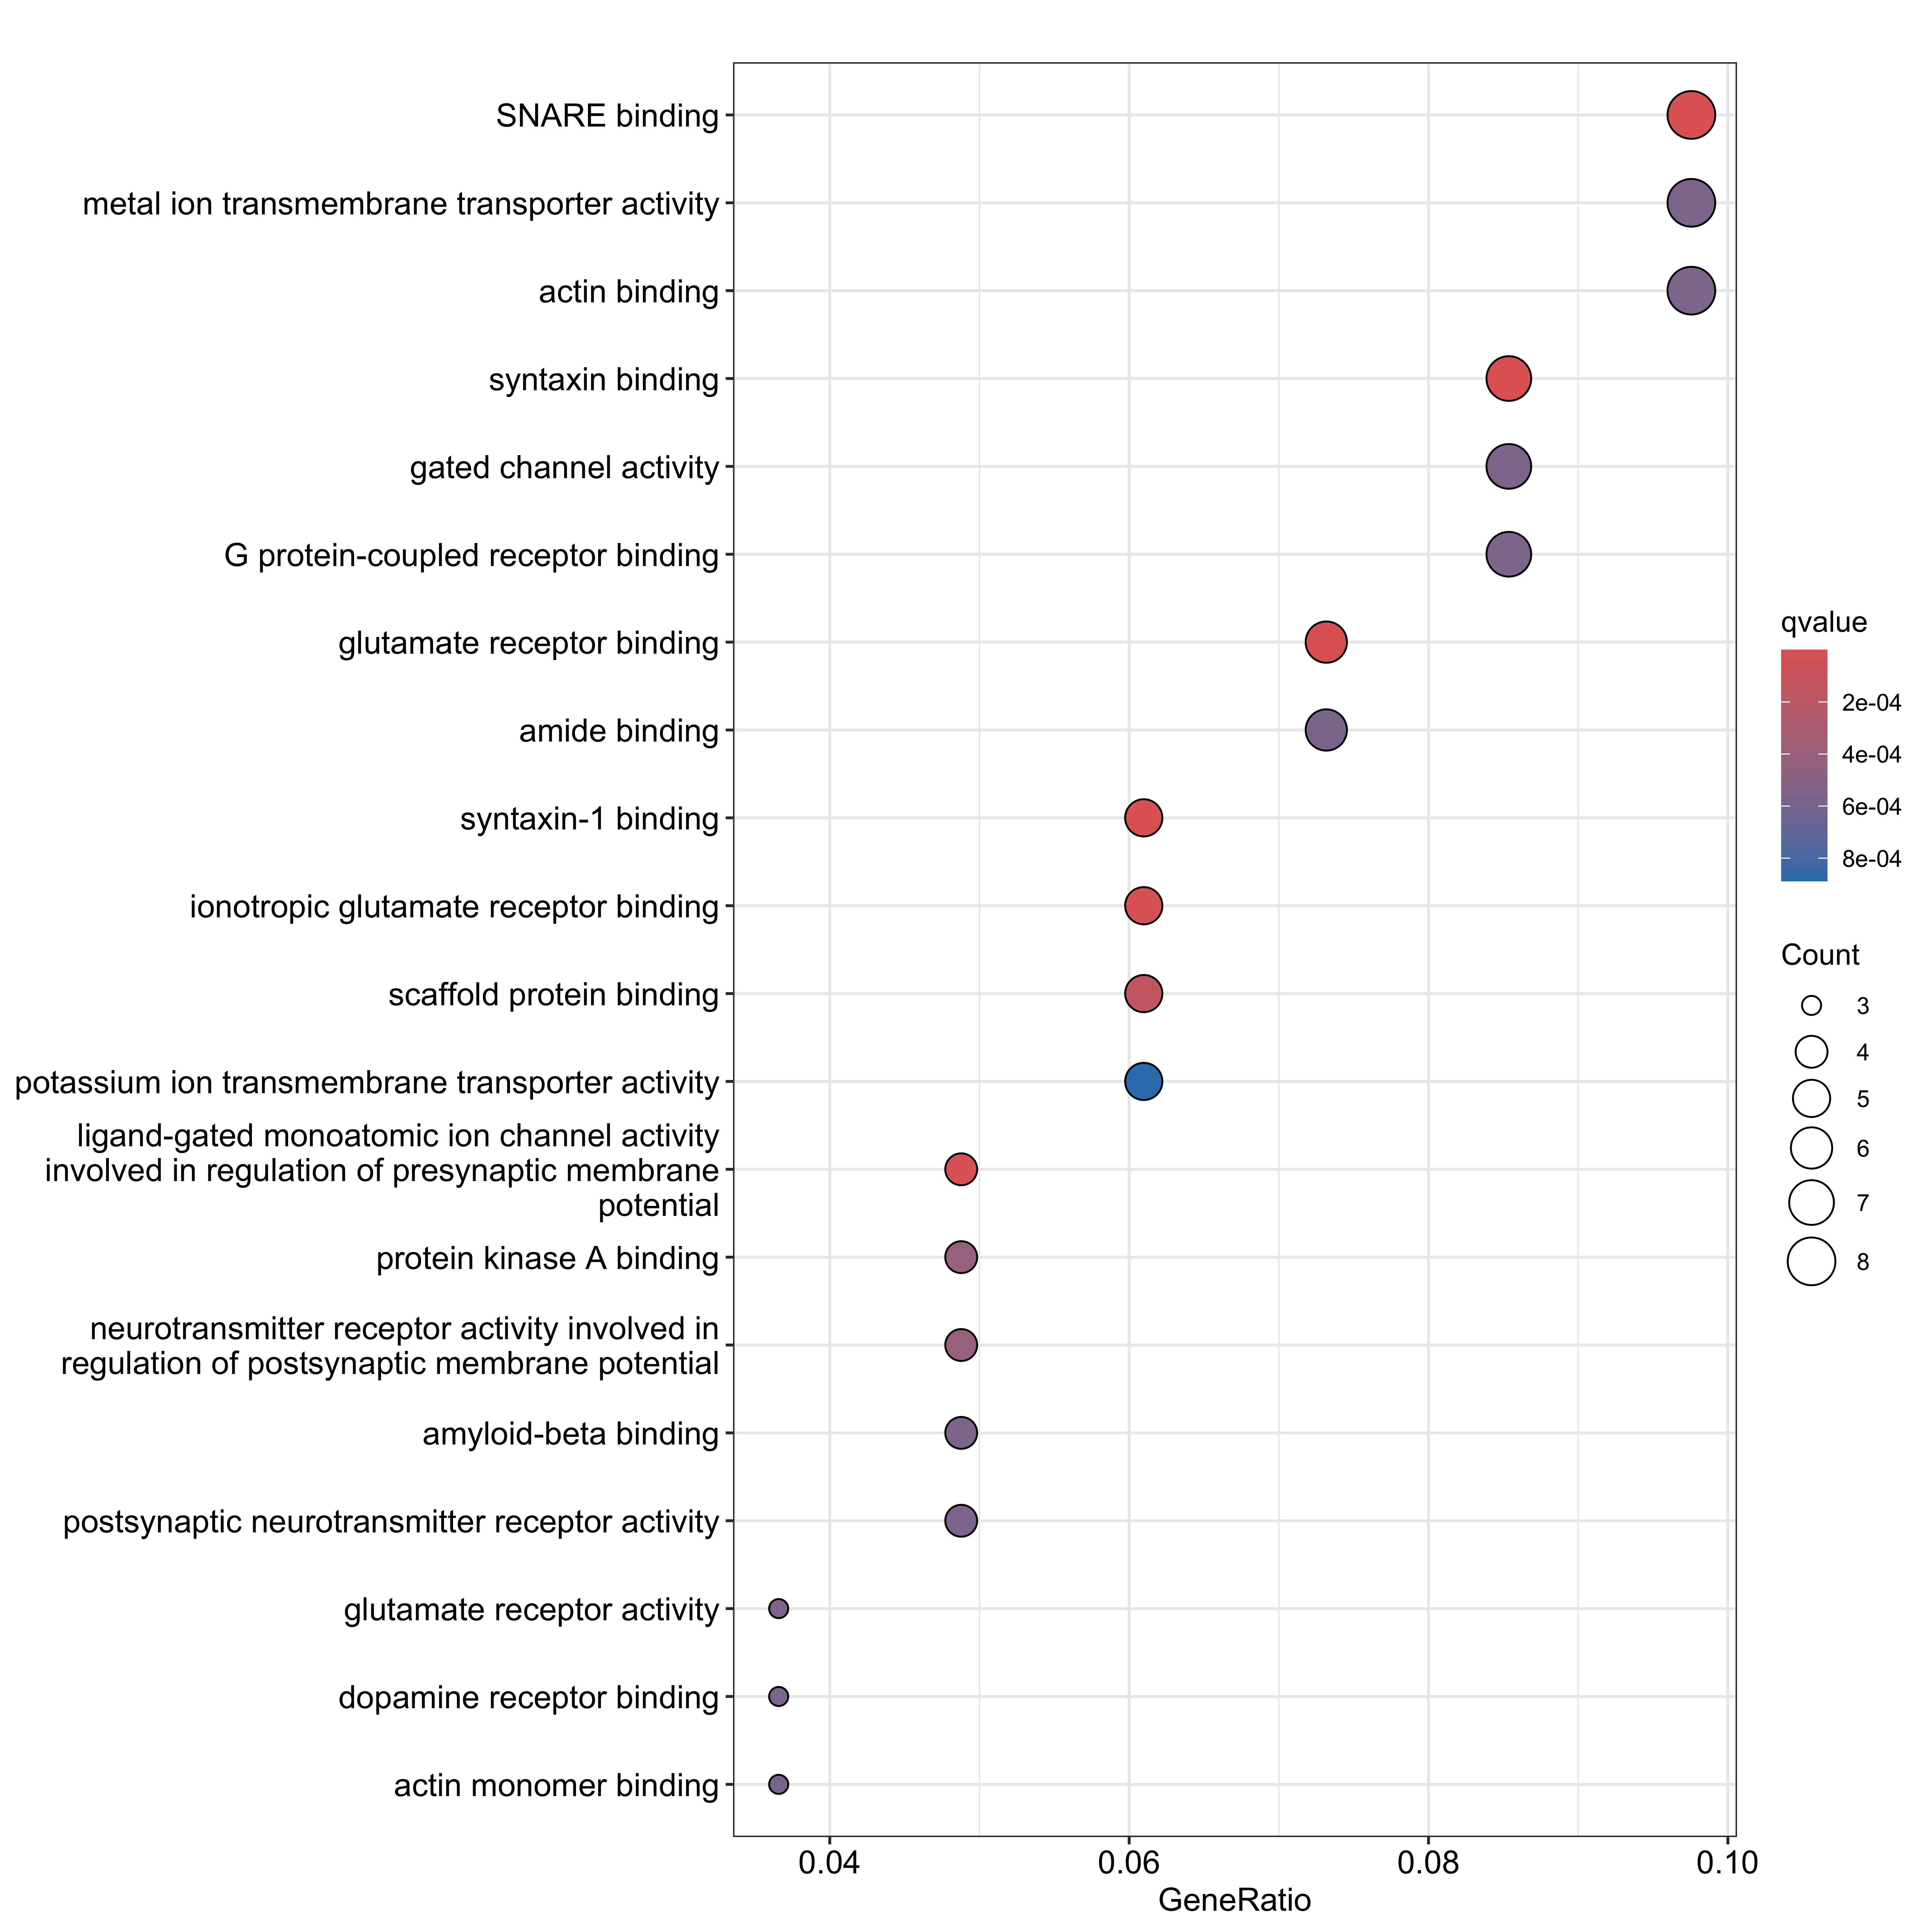 SNARE binding
metal ion transmembrane transporter activity
actin binding
syntaxin binding
gated channel activity
G protein-coupled receptor binding
glutamate receptor binding
amide binding
syntaxin-1 binding
ionotropic glutamate receptor binding
scaffold protein binding
potassium ion transmembrane transporter activity
ligand-gated monoatomic ion channel activity
involved in regulation of presynaptic membrane
potential
protein kinase A binding
neurotransmitter receptor activity involved in
regulation of postsynaptic membrane potential
amyloid-beta binding
postsynaptic neurotransmitter receptor activity
glutamate receptor activity
dopamine receptor binding
actin monomer binding
0.04 0.06 0.08 0.10
GeneRatio
qvalue
2e-04
4e-04
6e-04
8e-04
Count
3
4
5
6
7
8